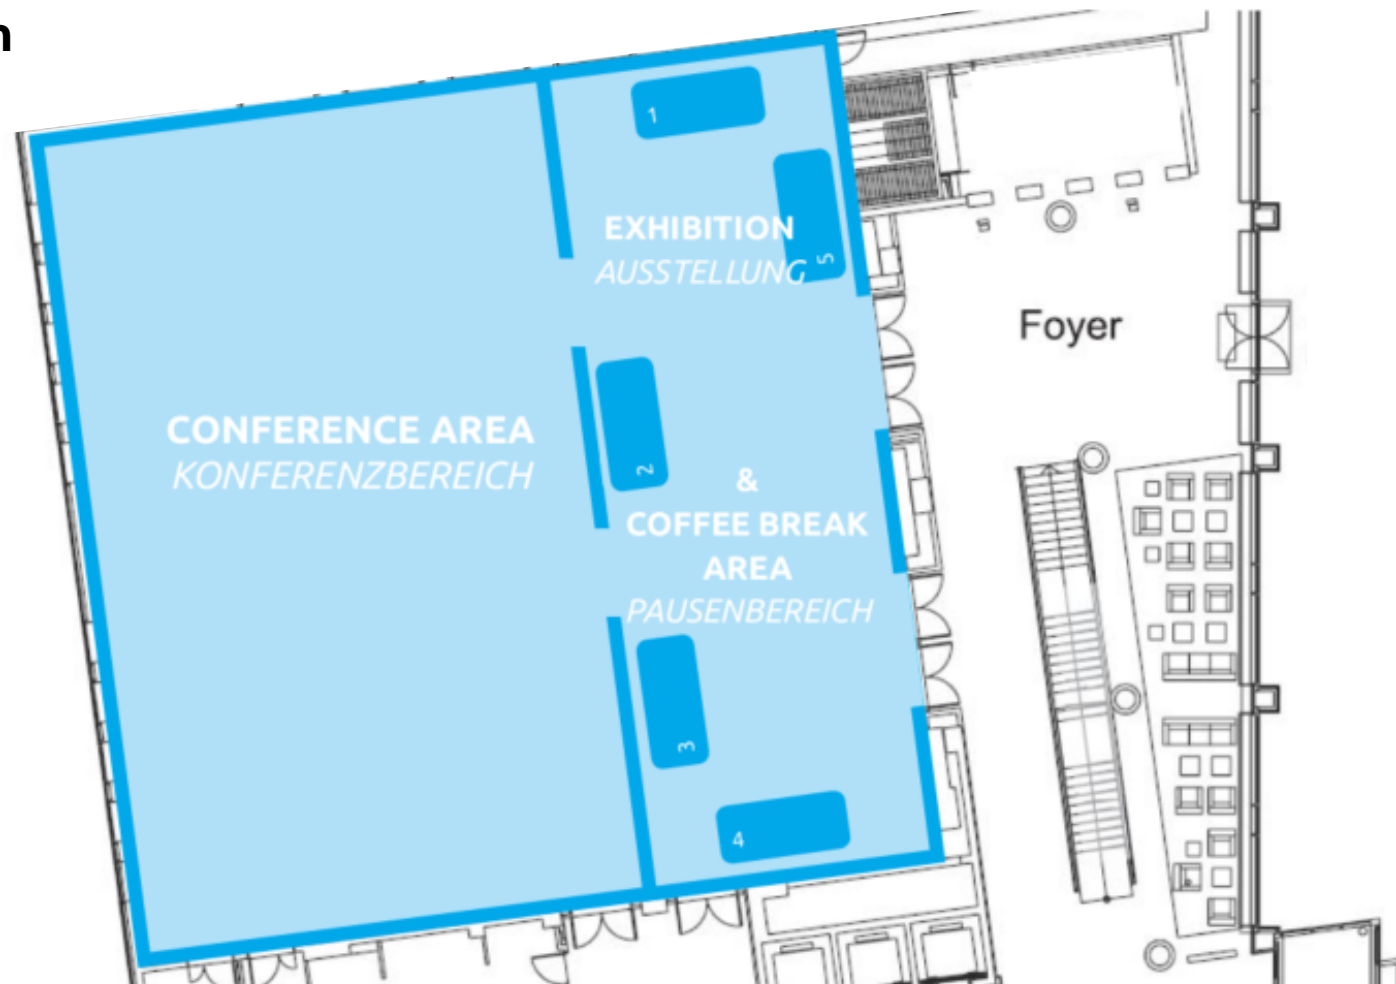 n
1
5
EXHIBITION
AUSSTELLUNG
Foyer
CONFERENCE AREA
KONFERENZBEREICH
2
&
COFFEE BREAK
AREA
PAUSENBEREICH
3
4